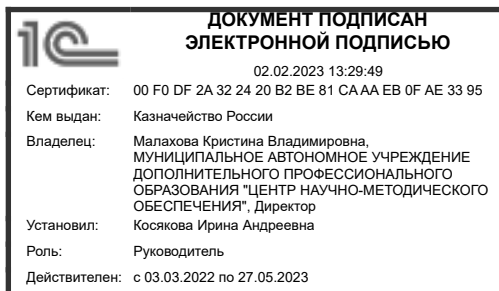 1С
ДОКУМЕНТ ПОДПИСАН
ЭЛЕКТРОННОЙ ПОДПИСЬЮ
02.02.2023 13:29:49
Сертификат: 00 F0 DF 2A 32 24 20 B2 BE 81 CA AA EB 0F AE 33 95
Кем выдан: Казначейство России
Владелец: Малахова Кристина Владимировна,
МУНИЦИПАЛЬНОЕ АВТОНОМНОЕ УЧРЕЖДЕНИЕ
ДОПОЛНИТЕЛЬНОГО ПРОФЕССИОНАЛЬНОГО
ОБРАЗОВАНИЯ "ЦЕНТР НАУЧНО-МЕТОДИЧЕСКОГО
ОБЕСПЕЧЕНИЯ", Директор
Установил: Косякова Ирина Андреевна
Роль: Руководитель
Действителен: с 03.03.2022 по 27.05.2023